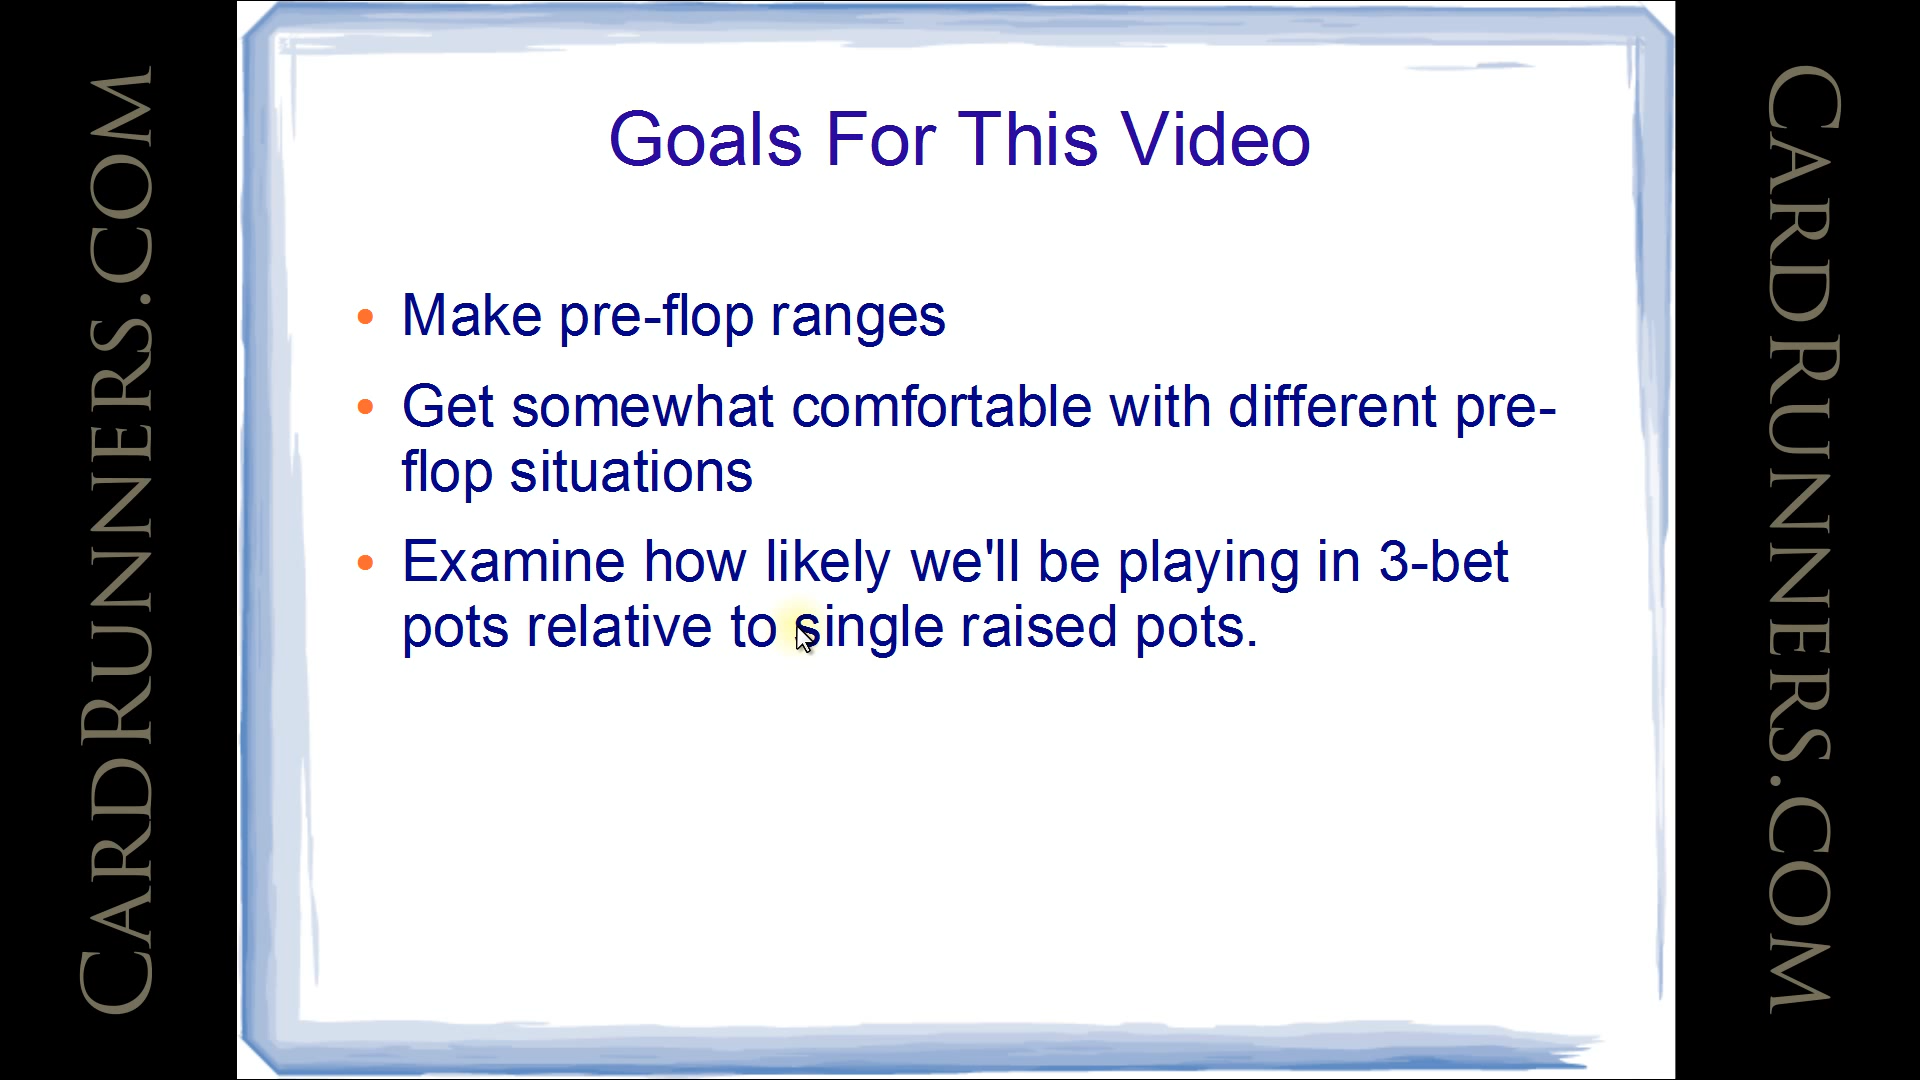 CARDRUNNERS.COM
Goals For This Video
• Make pre-flop ranges
• Get somewhat comfortable with different pre-
flop situations
• Examine how likely we'll be playing in 3-bet
pots relative to single raised pots.
CARDRUNNERS.COM